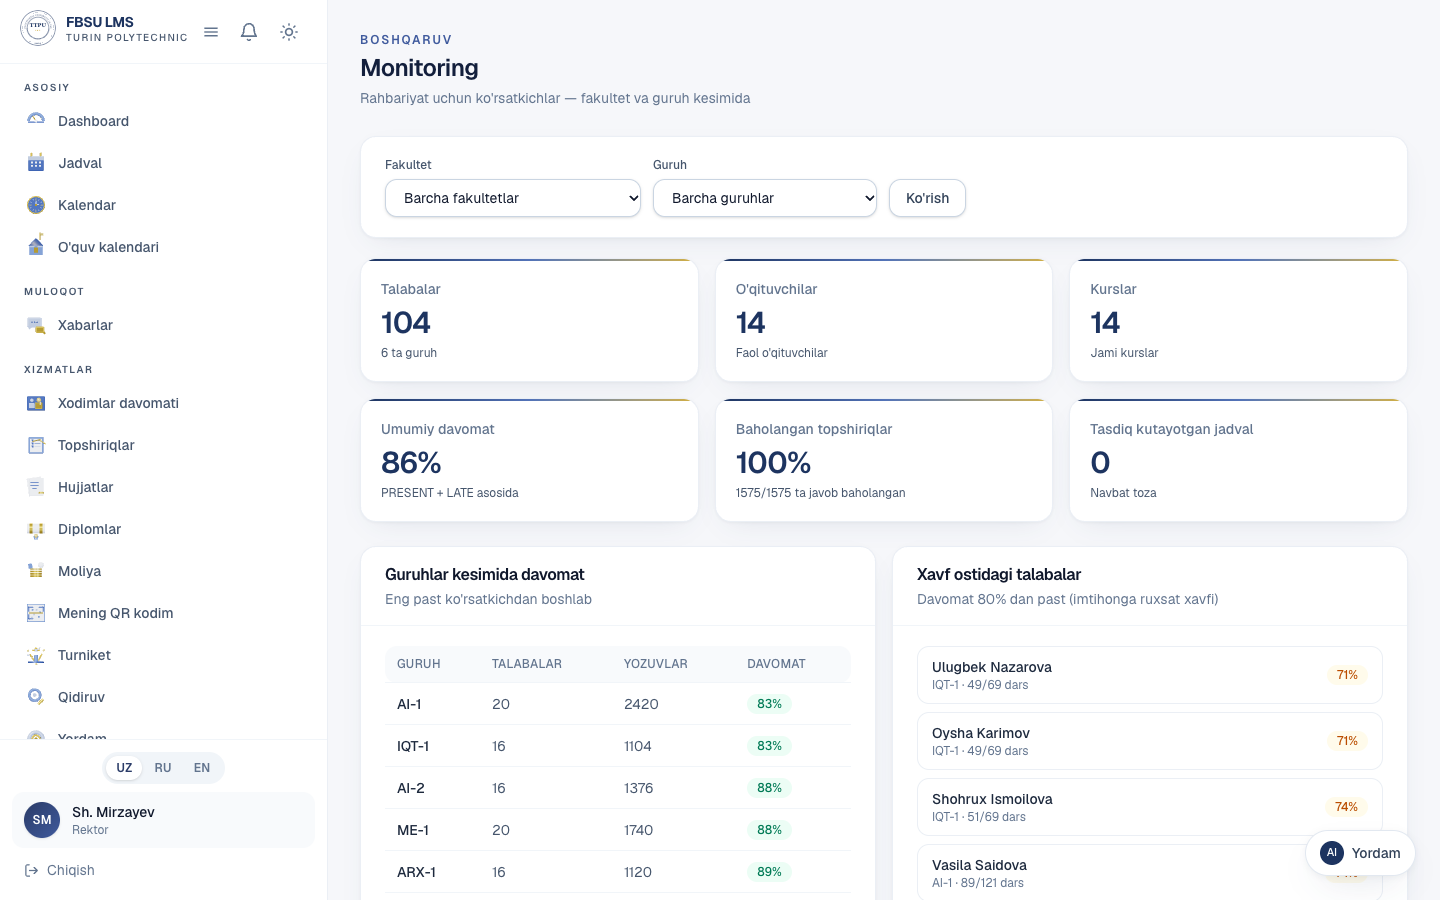 TTPU
FBSU LMS
TURIN POLYTECHNIC
ASOSIY
Dashboard
Jadval
Kalendar
O'quv kalendari
MULOQOT
Xabarlar
XIZMATLAR
Xodimlar davomati
Topshiriqlar
Hujjatlar
Diplomlar
Moliya
Mening QR kodim
Turniket
Qidiruv
Yordam
UZ RU EN
SM
Sh. Mirzayev
Rektor
Chiqish
BOSHQARUV
Monitoring
Rahbariyat uchun ko'rsatkichlar — fakultet va guruh kesimida
Fakultet Guruh
Barcha fakultetlar Barcha guruhlar Ko'rish
Talabalar
104
6 ta guruh
O'qituvchilar
14
Faol o'qituvchilar
Kurslar
14
Jami kurslar
Umumiy davomat
86%
PRESENT + LATE asosida
Baholangan topshiriqlar
100%
1575/1575 ta javob baholangan
Tasdiq kutayotgan jadval
0
Navbat toza
Guruhlar kesimida davomat
Eng past ko'rsatkichdan boshlab
GURUH TALABALAR YOZUVLAR DAVOMAT
AI-1 20 2420 83%
IQT-1 16 1104 83%
AI-2 16 1376 88%
ME-1 20 1740 88%
ARX-1 16 1120 89%
Xavf ostidagi talabalar
Davomat 80% dan past (imtihonga ruxsat xavfi)
Ulugbek Nazarova
IQT-1 · 49/69 dars
71%
Oysha Karimov
IQT-1 · 49/69 dars
71%
Shohrux Ismoilova
IQT-1 · 51/69 dars
74%
Vasila Saidova
AI-1 · 89/121 dars
AI Yordam